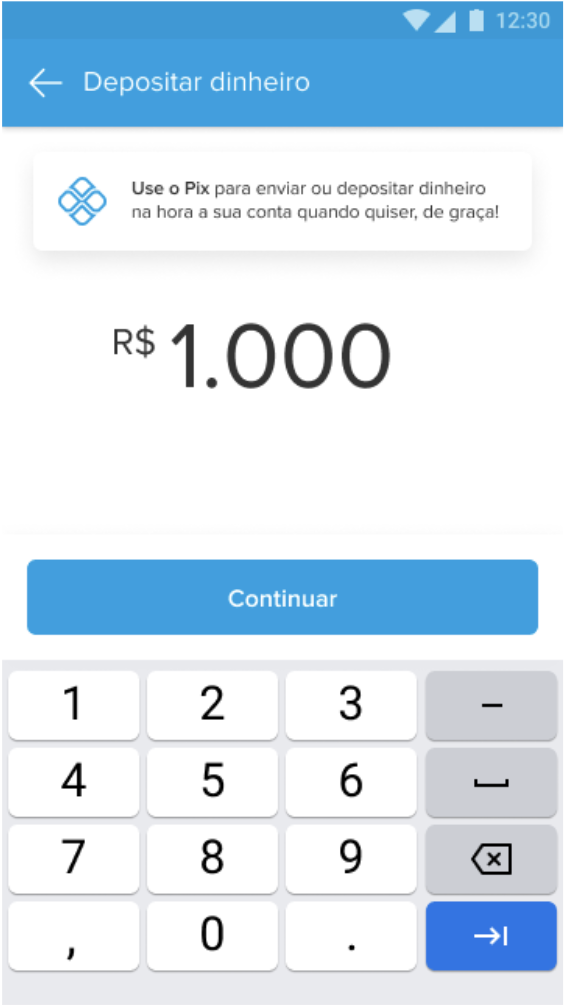 12:30
Depositar dinheiro
Use o Pix para enviar ou depositar dinheiro
na hora a sua conta quando quiser, de graça!
R$ 1.000
Continuar
1 2 3 –
4 5 6
7 8 9
, 0 .